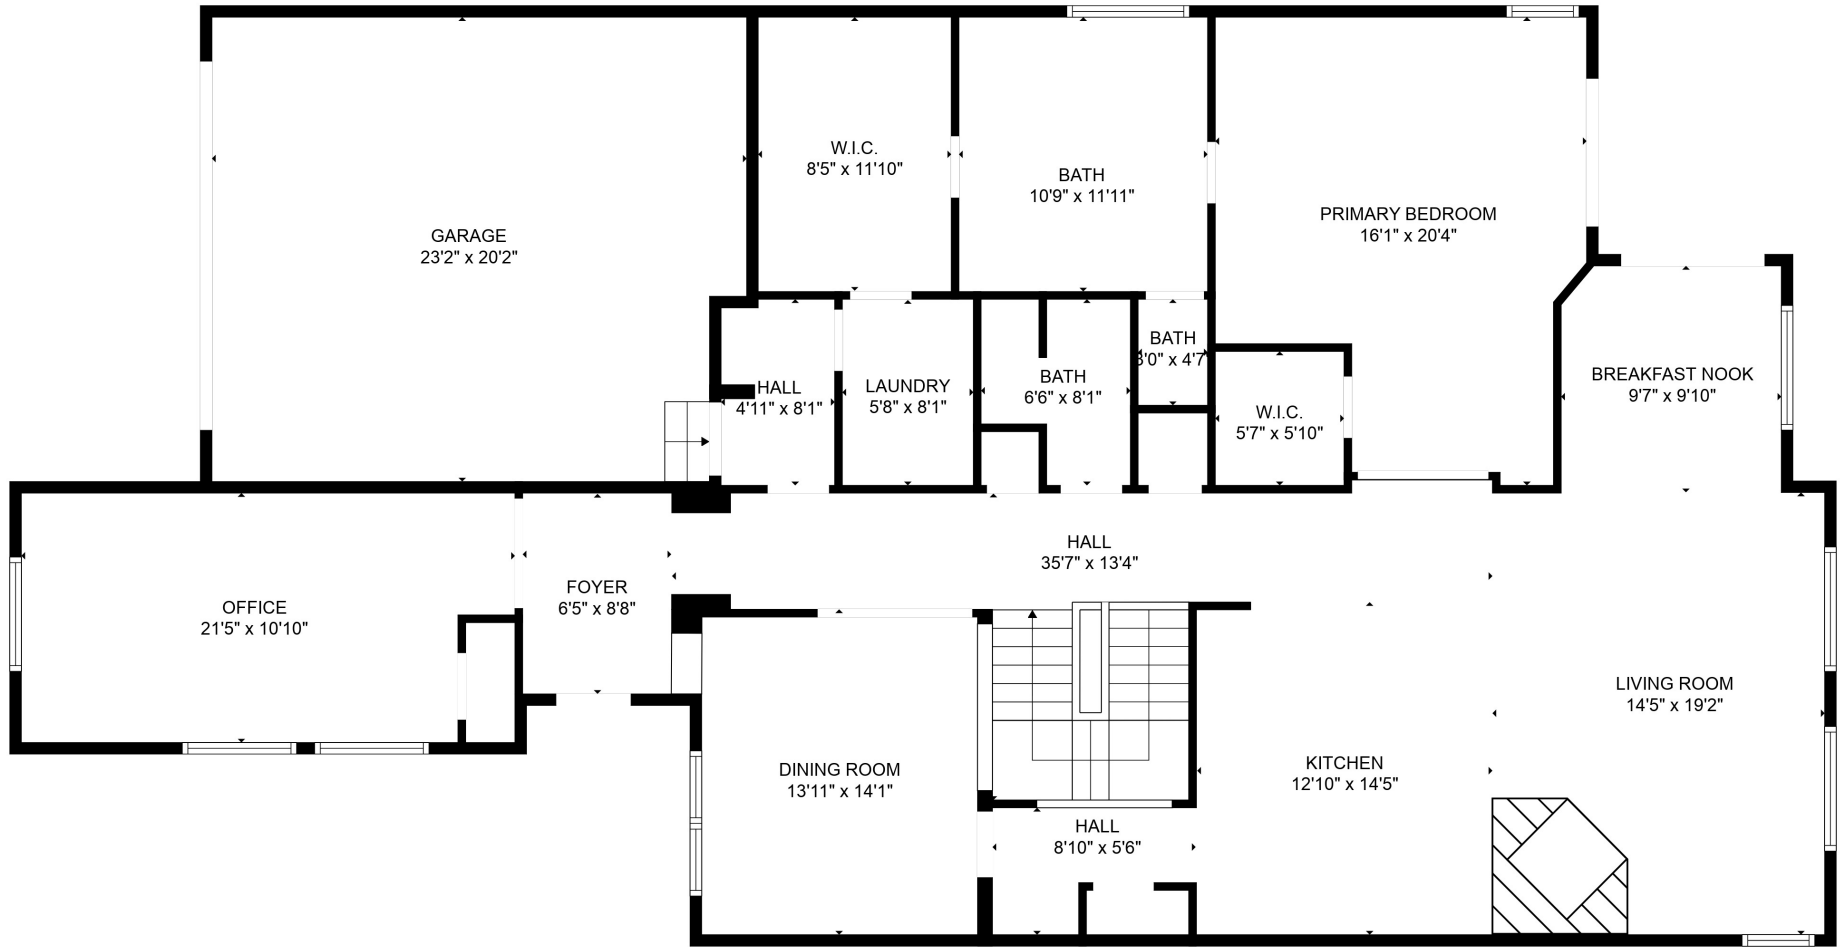 W.I.C.
8'5" x 11'10"
BATH
10'9" x 11'11"
PRIMARY BEDROOM
16'1" x 20'4"
GARAGE
23'2" x 20'2"
BATH
3'0" x 4'7
HALL
4'11" x 8'1"
LAUNDRY
5'8" x 8'1"
BATH
6'6" x 8'1"
W.I.C.
5'7" x 5'10"
BREAKFAST NOOK
9'7" x 9'10"
HALL
35'7" x 13'4"
FOYER
6'5" x 8'8"
OFFICE
21'5" x 10'10"
LIVING ROOM
14'5" x 19'2"
DINING ROOM
13'11" x 14'1"
KITCHEN
12'10" x 14'5"
HALL
8'10" x 5'6"